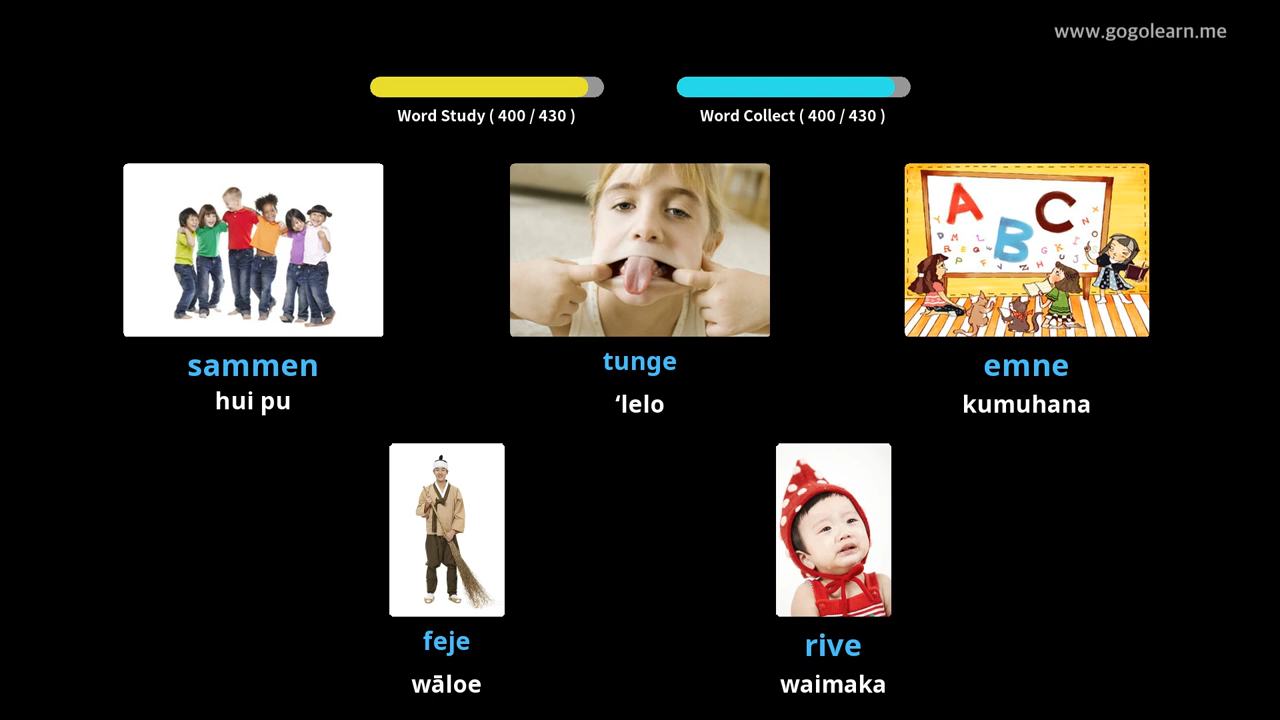 www.gogolearn.me
Word Study ( 400 / 430 )
Word Collect ( 400 / 430 )
A B C
sammen
hui pu
tunge
ʻlelo
emne
kumuhana
feje
wāloe
rive
waimaka